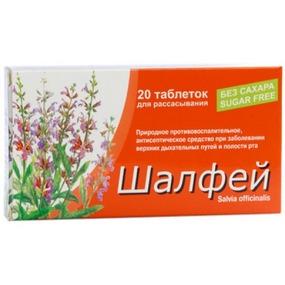 20 таблеток
для рассасывания
БЕЗ САХАРА
SUGAR FREE
Природное противовоспалительное,
антисептическое средство при заболевании
верхних дыхательных путей и полости рта
Шалфей
Salvia officinalis